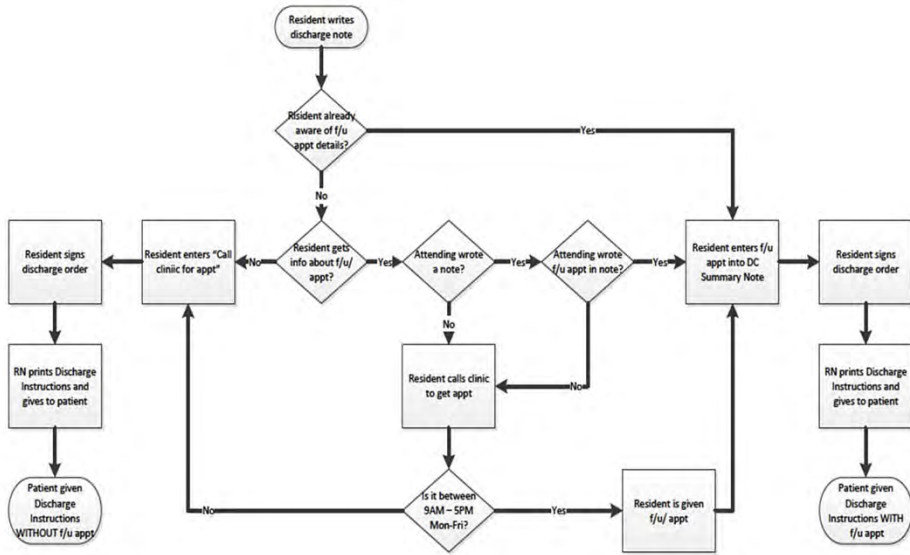 Resident writes
discharge note
Risident already
aware of f/u
appt details?
Yes
No
Resident signs
discharge order
Resident enters “Call
cliniic for appt”
No
Resident gets
info about f/u/
appt?
Yes
Attending wrote
a note?
Yes
Attending wrote
f/u appt in note?
Yes
Resident enters f/u
appt into DC
Summary Note
Resident signs
discharge order
No
RN prints Discharge
Instructions and
gives to patient
Resident calls clinic
to get appt
No
RN prints Discharge
Instructions and
gives to patient
Patient given
Discharge
Instructions
WITHOUT f/u appt
No
Is it between
9AM – 5PM
Mon-Fri?
Yes
Resident is given
f/u/ appt
Patient given
Discharge
Instructions WITH
f/u appt